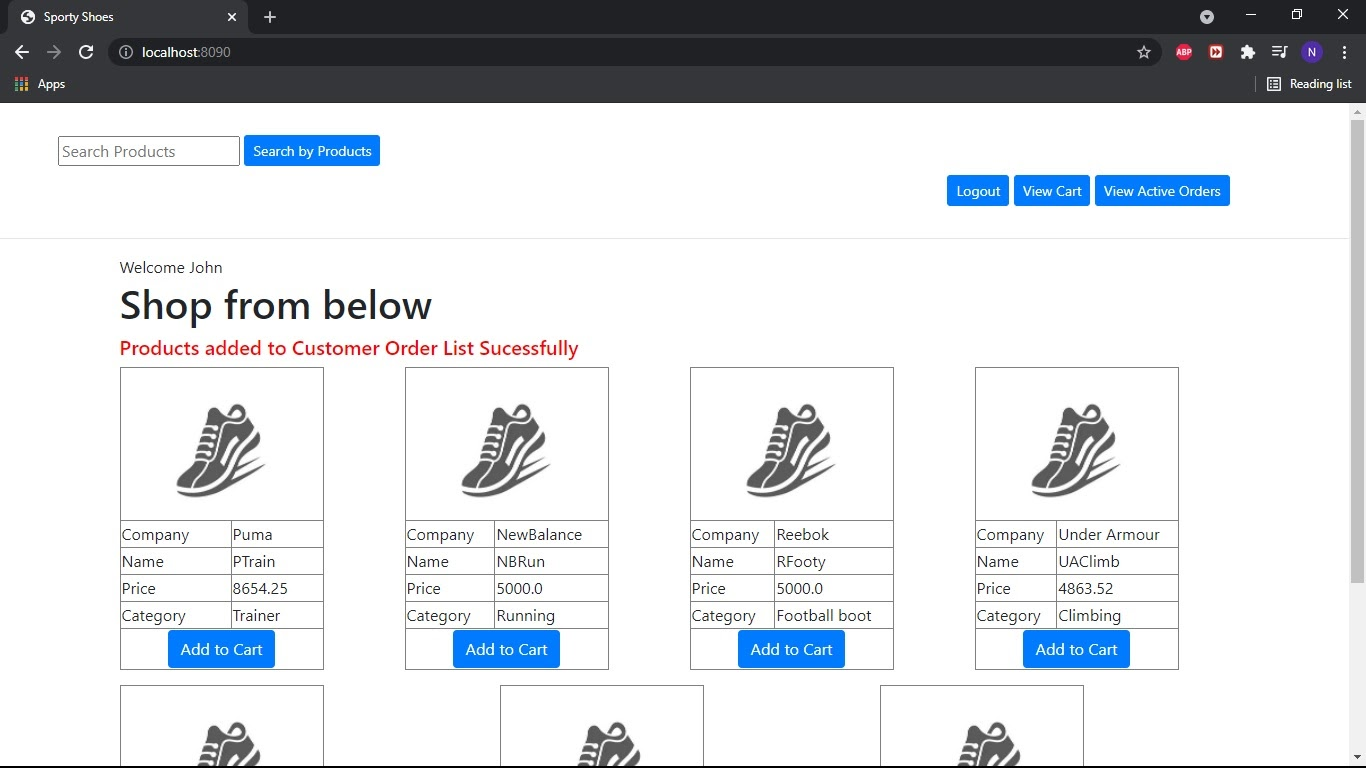 Sporty Shoes
localhost:8090
ABP
N
Apps
Reading list
Search Products
Search by Products
Logout
View Cart
View Active Orders
Welcome John
Shop from below
Products added to Customer Order List Sucessfully
Company Puma
Name PTrain
Price 8654.25
Category Trainer
Add to Cart
Company NewBalance
Name NBRun
Price 5000.0
Category Running
Add to Cart
Company Reebok
Name RFooty
Price 5000.0
Category Football boot
Add to Cart
Company Under Armour
Name UAClimb
Price 4863.52
Category Climbing
Add to Cart